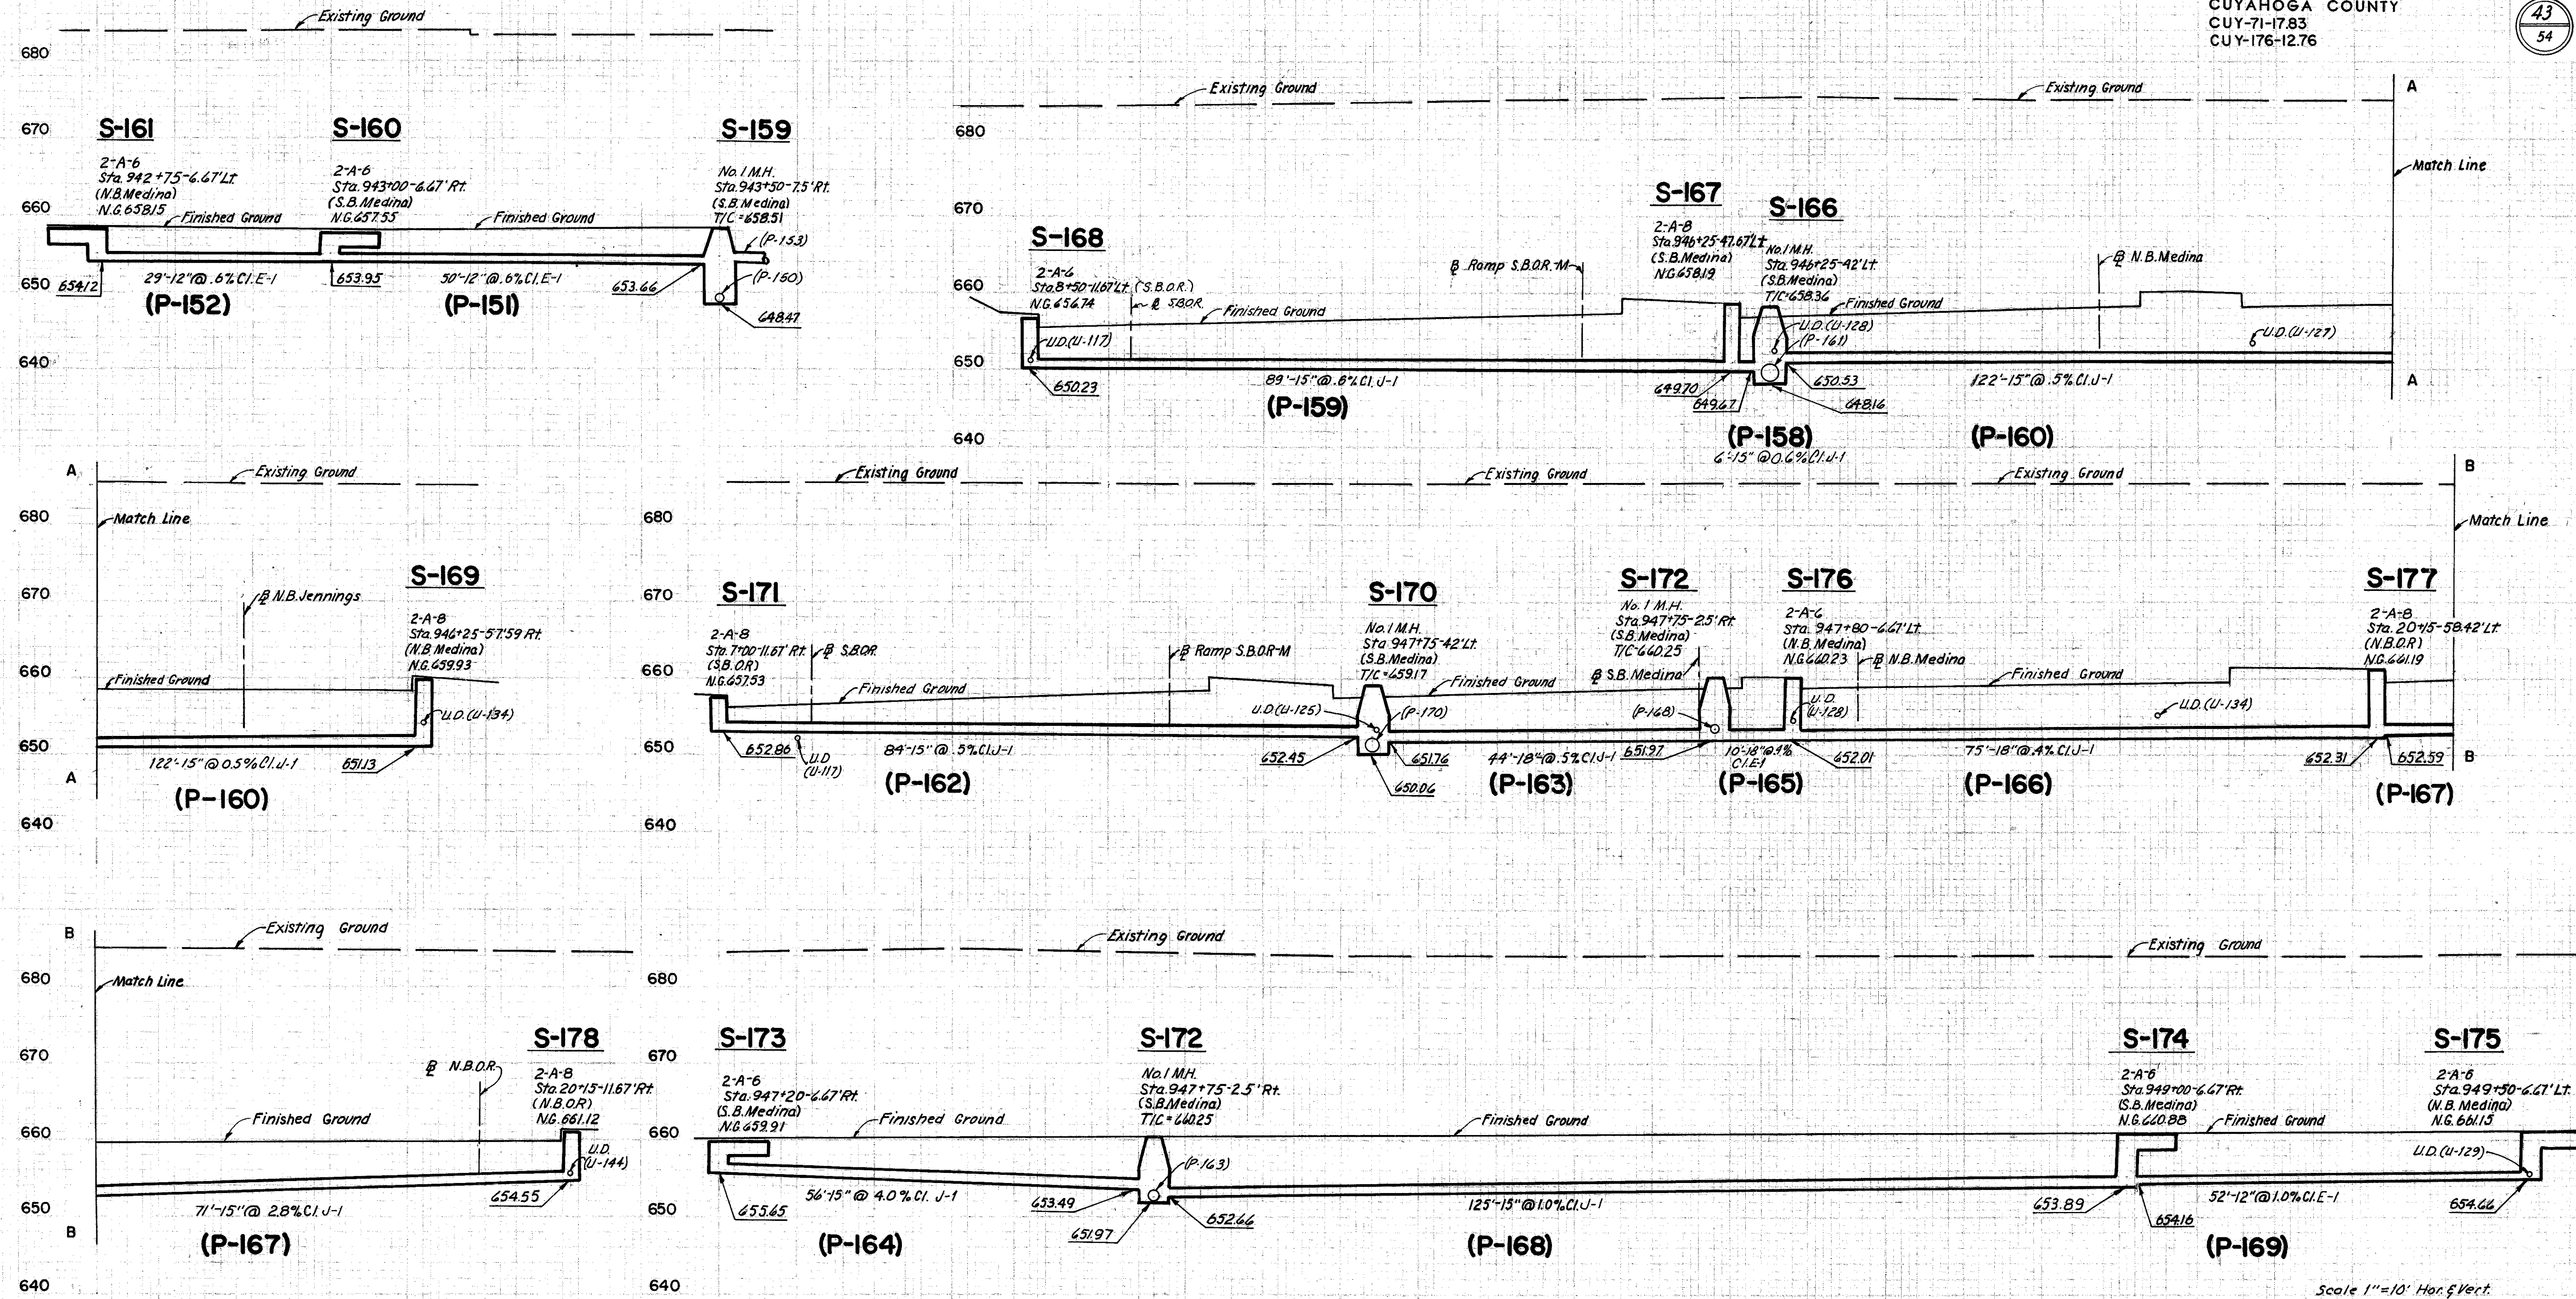 CUYAHOGA COUNTY
CUY-71-17.83
CUY-176-12.76
43
54
Existing Ground
680
670
660
650
640
S-161
2-A-6
Sta. 942+75-6.67' Lt.
(N.B. Medina)
N.G. 658.15
Finished Ground
S-160
2-A-6
Sta. 943+00-6.67' Rt.
(S.B. Medina)
N.G. 657.55
Finished Ground
S-159
No. 1 M.H.
Sta. 943+50-7.5' Rt.
(S.B. Medina)
T/C = 658.51
(P-153)
(P-150)
654.12
29'-12" @ .6% Cl. E-1
(P-152)
653.95
50'-12" @ .6% Cl. E-1
(P-151)
653.66
648.47
Existing Ground
Existing Ground
A
Match Line
A
680
670
660
650
640
S-168
2-A-6
Sta. 8+50-11.67' Lt. (S.B.O.R.)
N.G. 656.74
℄ S.B.O.R.
Finished Ground
U.D. (U-117)
650.23
89'-15" @ .6% Cl. J-1
(P-159)
℄ Ramp S.B.O.R.-M
S-167
2-A-8
Sta. 946+25-47.67' Lt.
(S.B. Medina)
N.G. 658.19
S-166
No. 1 M.H.
Sta. 946+25-42' Lt.
(S.B. Medina)
T/C = 658.36
Finished Ground
U.D. (U-128)
(P-161)
649.70
649.67
650.53
648.16
(P-158)
6'-15" @ 0.6% Cl. J-1
℄ N.B. Medina
U.D. (U-127)
122'-15" @ .5% Cl. J-1
(P-160)
A
Existing Ground
Match Line
680
670
660
650
640
A
℄ N.B. Jennings
Finished Ground
S-169
2-A-8
Sta. 946+25-57.59 Rt.
(N.B. Medina)
N.G. 659.93
U.D. (U-134)
122'-15" @ 0.5% Cl. J-1
651.13
(P-160)
Existing Ground
Existing Ground
Existing Ground
B
Match Line
B
680
670
660
650
640
S-171
2-A-8
Sta. 7+00-11.67' Rt.
(S.B.O.R)
N.G. 657.53
℄ S.B.O.R.
Finished Ground
652.86
U.D.
(U-117)
84'-15" @ .5% Cl. J-1
(P-162)
℄ Ramp S.B.O.R-M
S-170
No. 1 M.H.
Sta. 947+75-42' Lt.
(S.B. Medina)
T/C = 659.17
Finished Ground
U.D. (U-125)
(P-170)
652.45
651.76
650.06
44'-18" @ .5% Cl. J-1
(P-163)
S-172
No. 1 M.H.
Sta. 947+75-2.5' Rt.
(S.B. Medina)
T/C = 660.25
℄ S.B. Medina
(P-168)
651.97
10'-18" @ .4%
Cl. E-1
(P-165)
S-176
2-A-6
Sta. 947+80-6.67' Lt.
(N.B. Medina)
N.G. 660.23
℄ N.B. Medina
U.D.
(U-128)
652.01
Finished Ground
75'-18" @ .4% Cl. J-1
(P-166)
U.D. (U-134)
S-177
2-A-8
Sta. 20+15-58.42' Lt.
(N.B.O.R)
N.G. 661.19
652.31
652.59
(P-167)
B
Existing Ground
Match Line
680
670
660
650
640
B
Finished Ground
℄ N.B.O.R.
S-178
2-A-8
Sta. 20+15-11.67' Rt.
(N.B.O.R)
N.G. 661.12
U.D.
(U-144)
71'-15" @ 2.8% Cl. J-1
654.55
(P-167)
Existing Ground
Existing Ground
680
670
660
650
640
S-173
2-A-6
Sta. 947+20-6.67' Rt.
(S.B. Medina)
N.G. 659.91
Finished Ground
655.65
56'-15" @ 4.0% Cl. J-1
(P-164)
S-172
No. 1 M.H.
Sta. 947+75-2.5' Rt.
(S.B. Medina)
T/C = 660.25
(P-163)
653.49
651.97
652.66
Finished Ground
125'-15" @ 1.0% Cl. J-1
(P-168)
S-174
2-A-6
Sta. 949+00-6.67' Rt.
(S.B. Medina)
N.G. 660.88
Finished Ground
653.89
654.16
52'-12" @ 1.0% Cl. E-1
(P-169)
S-175
2-A-6
Sta. 949+50-6.67' Lt.
(N.B. Medina)
N.G. 661.15
U.D. (U-129)
654.66
Scale 1"=10' Hor. & Vert.